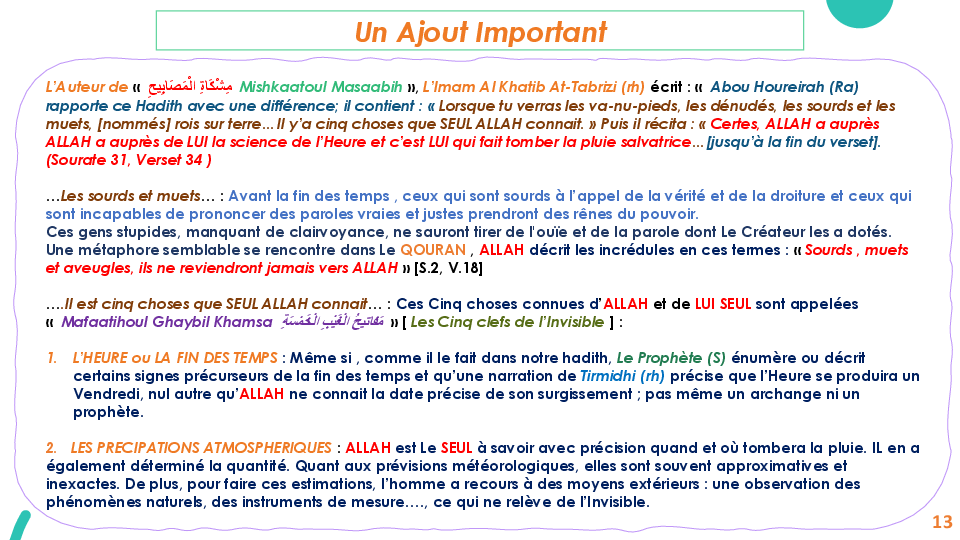 Un Ajout Important
L'Auteur de « مِشْكَاةِ الْمَصَابِيحِ Mishkaatoul Masaabih », L'Imam Al Khatib At-Tabrizi (rh) écrit : « Abou Houreirah (Ra)
rapporte ce Hadith avec une différence; il contient : « Lorsque tu verras les va-nu-pieds, les dénudés, les sourds et les
muets, [nommés] rois sur terre... Il y'a cinq choses que SEUL ALLAH connait. » Puis il récita : « Certes, ALLAH a auprès
ALLAH a auprès de LUI la science de l'Heure et c'est LUI qui fait tomber la pluie salvatrice... [jusqu'à la fin du verset].
(Sourate 31, Verset 34 )
...Les sourds et muets... : Avant la fin des temps , ceux qui sont sourds à l'appel de la vérité et de la droiture et ceux qui
sont incapables de prononcer des paroles vraies et justes prendront des rênes du pouvoir.
Ces gens stupides, manquant de clairvoyance, ne sauront tirer de l'ouïe et de la parole dont Le Créateur les a dotés.
Une métaphore semblable se rencontre dans Le QOURAN , ALLAH décrit les incrédules en ces termes : « Sourds , muets
et aveugles, ils ne reviendront jamais vers ALLAH » [S.2, V.18]
....Il est cinq choses que SEUL ALLAH connait... : Ces Cinq choses connues d'ALLAH et de LUI SEUL sont appelées
« Mafaatihoul Ghaybil Khamsa مَفَاتِيحُ الْغَيْبِ الْخَمْسَةِ » [ Les Cinq clefs de l'Invisible ] :
1. L'HEURE ou LA FIN DES TEMPS : Même si , comme il le fait dans notre hadith, Le Prophète (S) énumère ou décrit
certains signes précurseurs de la fin des temps et qu'une narration de Tirmidhi (rh) précise que l'Heure se produira un
Vendredi, nul autre qu'ALLAH ne connait la date précise de son surgissement ; pas même un archange ni un
prophète.
2. LES PRECIPATIONS ATMOSPHERIQUES : ALLAH est Le SEUL à savoir avec précision quand et où tombera la pluie. IL en a
également déterminé la quantité. Quant aux prévisions météorologiques, elles sont souvent approximatives et
inexactes. De plus, pour faire ces estimations, l'homme a recours à des moyens extérieurs : une observation des
phénomènes naturels, des instruments de mesure...., ce qui ne relève de l'Invisible.
13